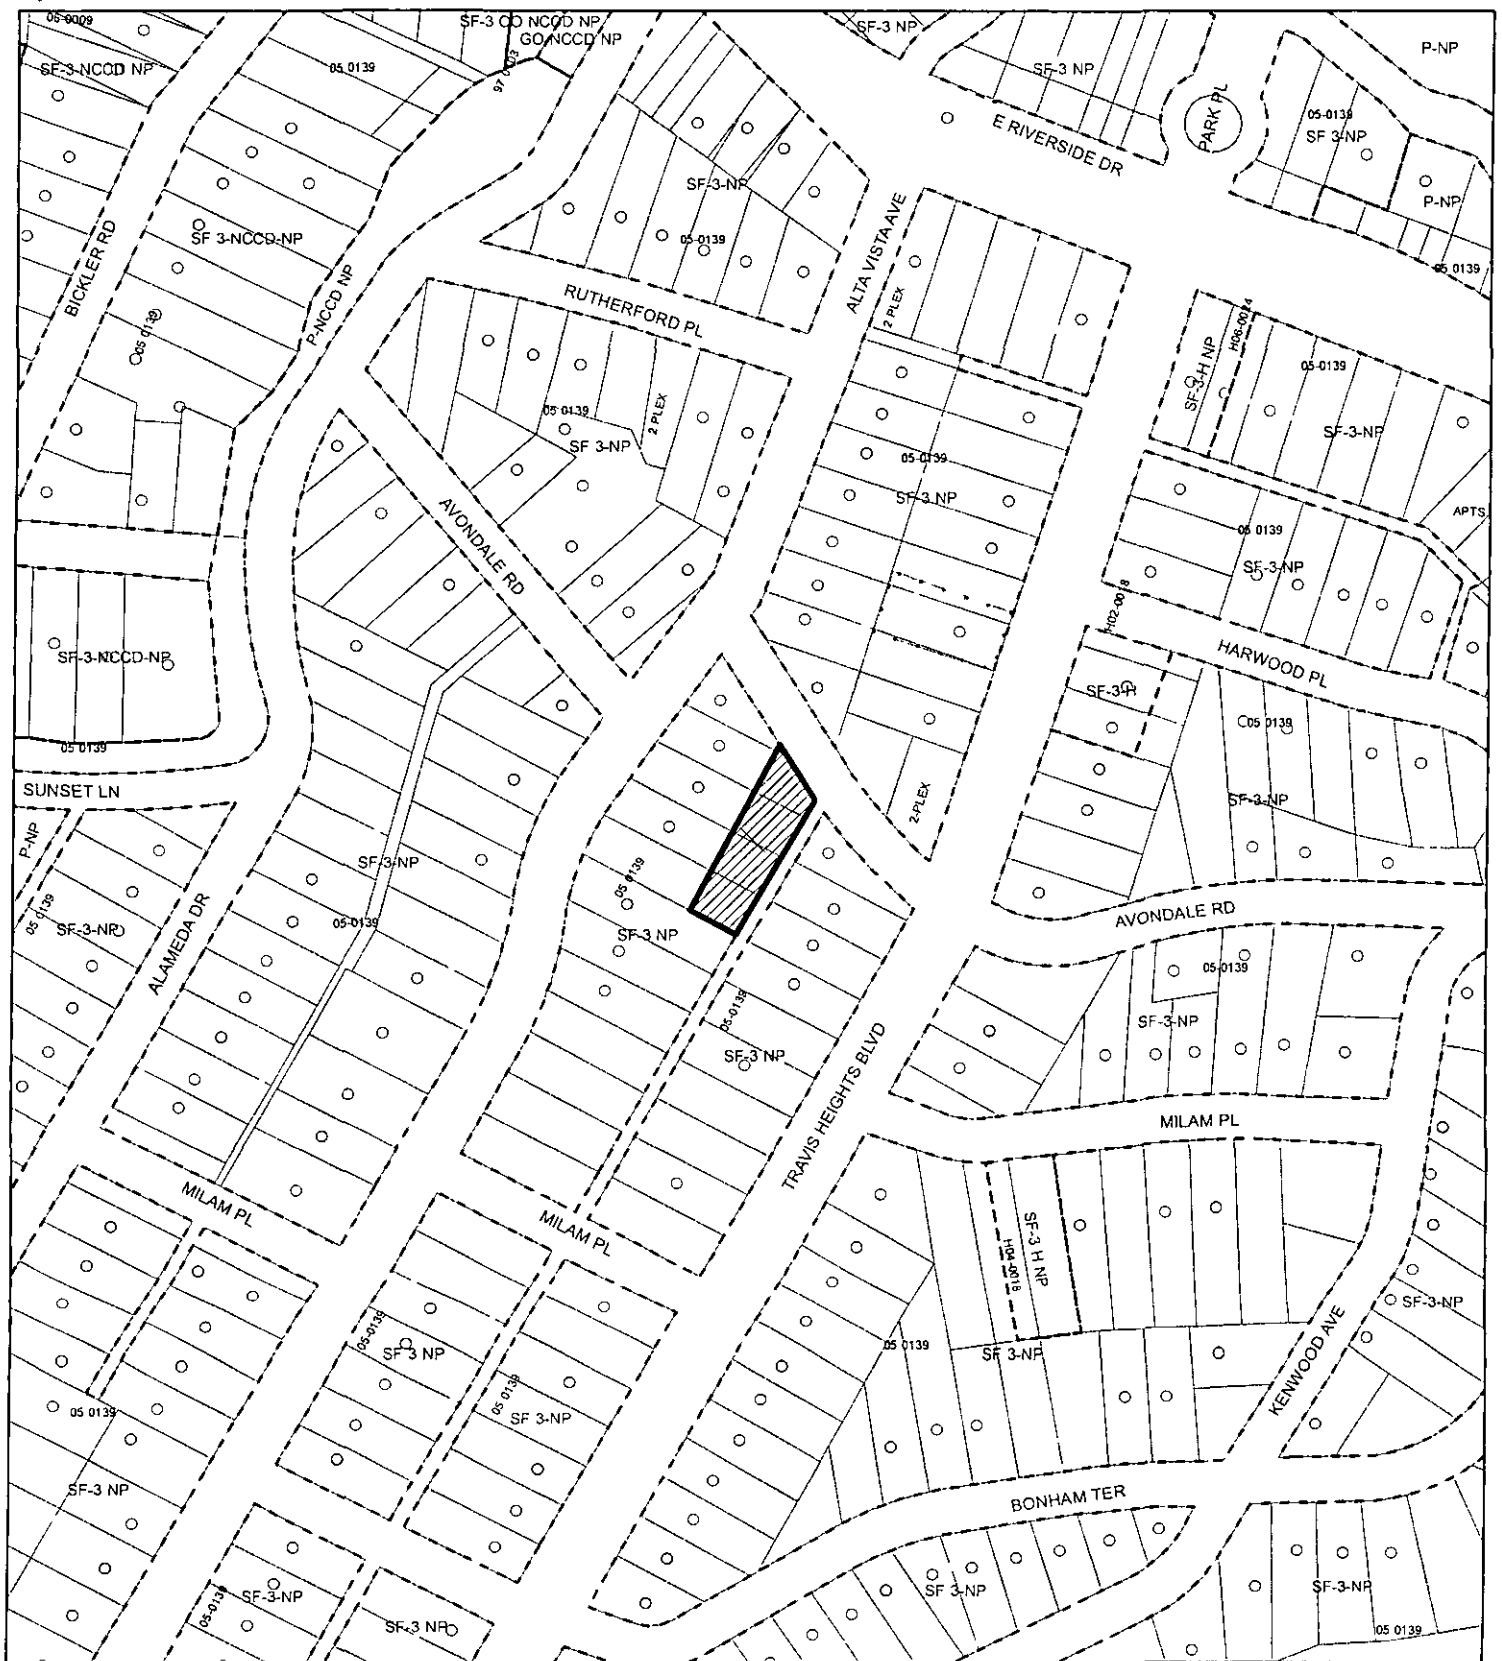 06-0009
SF-3 CO NCCD NP
GO-NCCD NP
SF-3 NP
P-NP
SF-3-NCCD NP
05 0139
SF-3 NP
E RIVERSIDE DR
PARK PL
05-0139
SF 3-NP
P-NP
SF-3-NP
ALTA VISTA AVE
SF 3-NCCD-NP
05-0139
05 0139
BICKLER RD
P-NCCD NP
RUTHERFORD PL
2 PLEX
05 0139
H06-0024
SF-3-H NP
05-0139
SF-3-NP
05 0139
2 PLEX
SF 3-NP
05-0139
SF-3 NP
APTS
AVONDALE RD
05 0139
SF-3-NP
H02-0018
SF-3-NCCD-NP
HARWOOD PL
SF-3-H
05 0139
05 0139
SUNSET LN
2-PLEX
SF-3-NP
P-NP
SF-3-NP
05 0139
05 0139
SF-3-NP
ALAMEDA DR
05-0139
SF-3 NP
AVONDALE RD
05-0139
05-0139
SF-3-NP
SF-3 NP
TRAVIS HEIGHTS BLVD
MILAM PL
MILAM PL
MILAM PL
SF-3 H NP
H04-0018
SF-3-NP
05-0139
SF 3 NP
05 0139
SF 3-NP
KENWOOD AVE
05 0139
05 0139
SF 3-NP
SF-3 NP
BONHAM TER
05-0139
SF-3-NP
SF-3 NP
SF 3-NP
SF-3-NP
05 0139